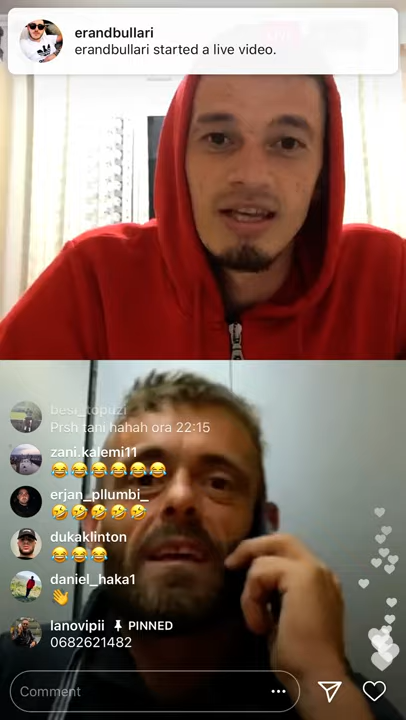 erandbullari
erandbullari started a live video.
besi_topuzi
Prsh tani hahah ora 22:15
zani.kalemi11
😂😂😂😂😂😂
erjan_pllumbi_
🤣🤣🤣🤣🤣
dukaklinton
😂😂😂
daniel_haka1
👋
lanovipii 📌 PINNED
0682621482
Comment